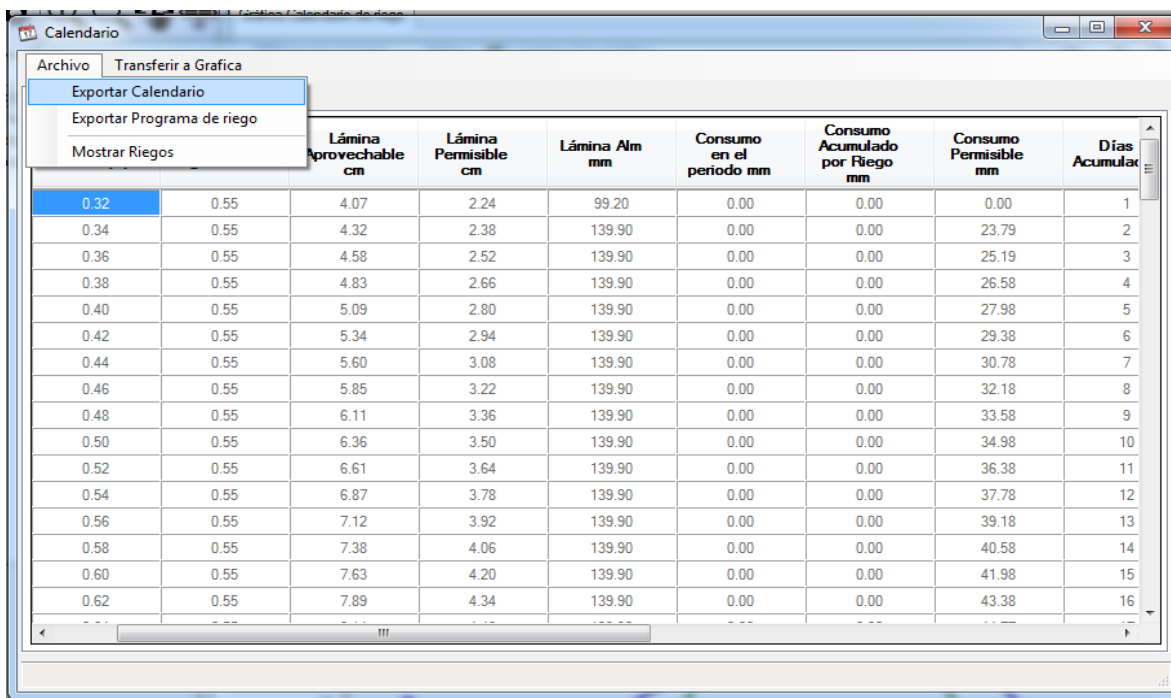 Gráfica Calendario de riego
Calendario
Archivo Transferir a Grafica
Exportar Calendario
Exportar Programa de riego
Mostrar Riegos
Lámina Aprovechable cm
Lámina Permisible cm
Lámina Alm mm
Consumo en el periodo mm
Consumo Acumulado por Riego mm
Consumo Permisible mm
Días
0.32 0.55 4.07 2.24 99.20 0.00 0.00 0.00 1
0.34 0.55 4.32 2.38 139.90 0.00 0.00 23.79 2
0.36 0.55 4.58 2.52 139.90 0.00 0.00 25.19 3
0.38 0.55 4.83 2.66 139.90 0.00 0.00 26.58 4
0.40 0.55 5.09 2.80 139.90 0.00 0.00 27.98 5
0.42 0.55 5.34 2.94 139.90 0.00 0.00 29.38 6
0.44 0.55 5.60 3.08 139.90 0.00 0.00 30.78 7
0.46 0.55 5.85 3.22 139.90 0.00 0.00 32.18 8
0.48 0.55 6.11 3.36 139.90 0.00 0.00 33.58 9
0.50 0.55 6.36 3.50 139.90 0.00 0.00 34.98 10
0.52 0.55 6.61 3.64 139.90 0.00 0.00 36.38 11
0.54 0.55 6.87 3.78 139.90 0.00 0.00 37.78 12
0.56 0.55 7.12 3.92 139.90 0.00 0.00 39.18 13
0.58 0.55 7.38 4.06 139.90 0.00 0.00 40.58 14
0.60 0.55 7.63 4.20 139.90 0.00 0.00 41.98 15
0.62 0.55 7.89 4.34 139.90 0.00 0.00 43.38 16